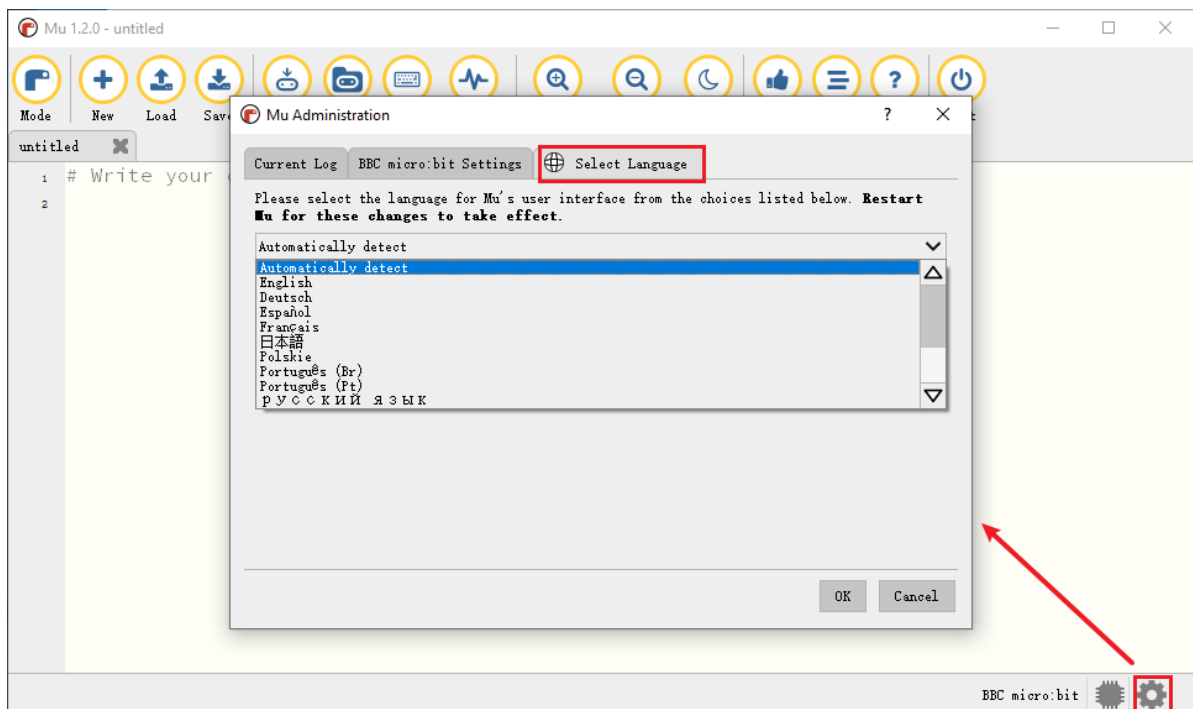 Mu 1.2.0 - untitled
Mode New Load
Mu Administration ?
untitled
Current Log BBC micro:bit Settings Select Language
1 # Write your
2
Please select the language for Mu's user interface from the choices listed below. Restart
Mu for these changes to take effect.
Automatically detect
Automatically detect
English
Deutsch
Español
Français
日本語
Polskie
Português (Br)
Português (Pt)
русский язык
OK Cancel
BBC micro:bit